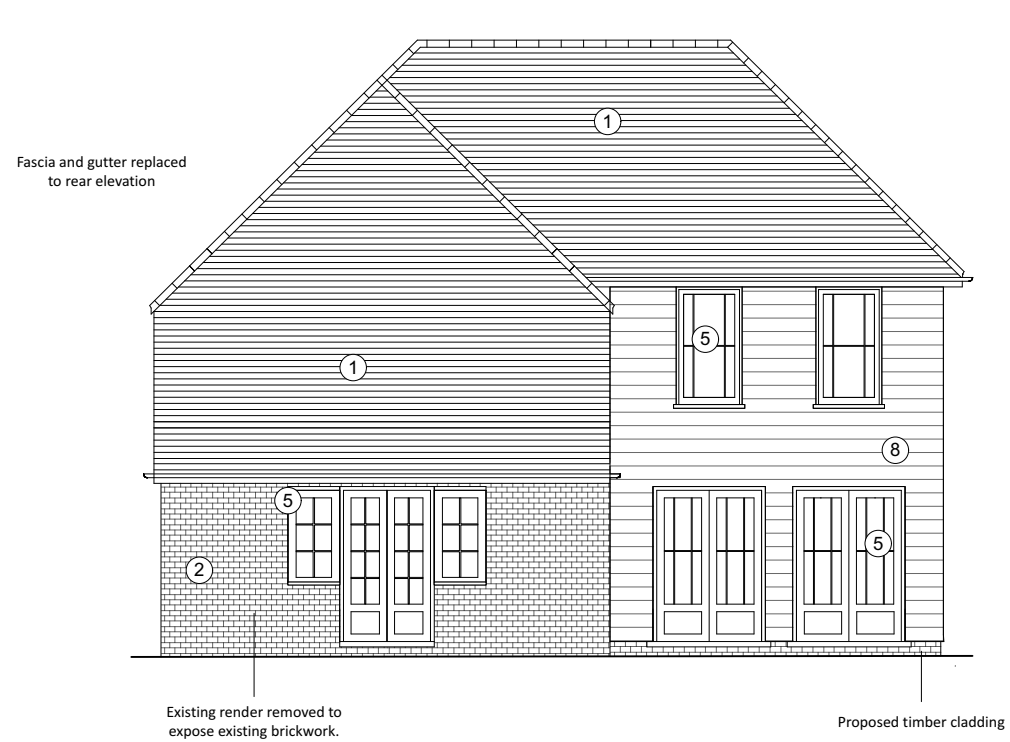 1
Fascia and gutter replaced
to rear elevation
5
1
8
5
5
2
Existing render removed to
expose existing brickwork.
Proposed timber cladding